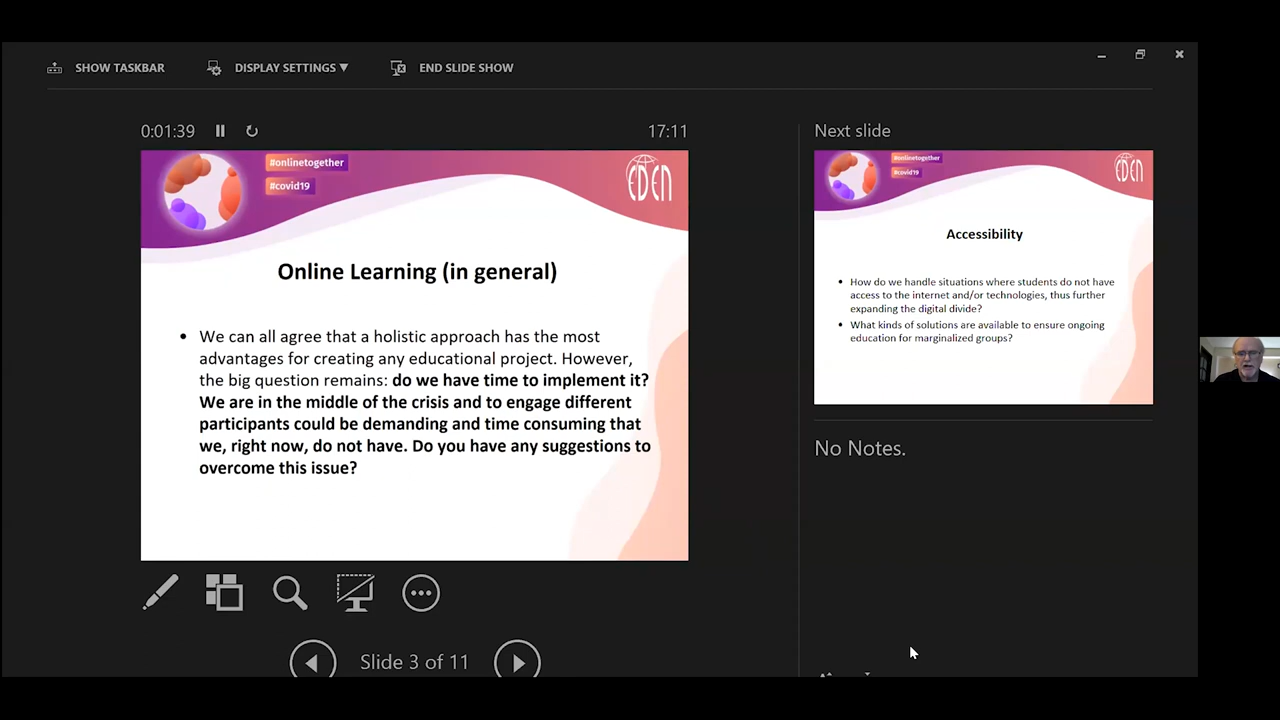 SHOW TASKBAR
DISPLAY SETTINGS ▼
END SLIDE SHOW
0:01:39
17:11
#onlinetogether
#covid19
EDEN
Online Learning (in general)
• We can all agree that a holistic approach has the most
advantages for creating any educational project. However,
the big question remains: do we have time to implement it?
We are in the middle of the crisis and to engage different
participants could be demanding and time consuming that
we, right now, do not have. Do you have any suggestions to
overcome this issue?
Slide 3 of 11
Next slide
#onlinetogether
#covid19
EDEN
Accessibility
• How do we handle situations where students do not have
access to the internet and/or technologies, thus further
expanding the digital divide?
• What kinds of solutions are available to ensure ongoing
education for marginalized groups?
No Notes.